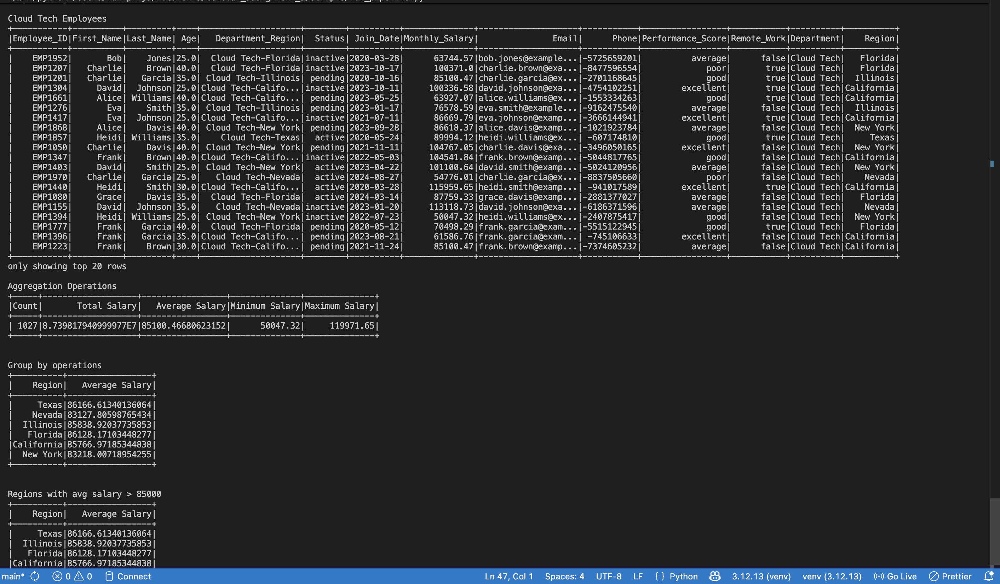 Cloud Tech Employees
+-----------+----------+---------+----+--------------------+--------+----------+--------------+--------------------+-----------+-----------------+-----------+----------+----------+
|Employee_ID|First_Name|Last_Name| Age|   Department_Region|  Status| Join_Date|Monthly_Salary|               Email|      Phone|Performance_Score|Remote_Work|Department|    Region|
+-----------+----------+---------+----+--------------------+--------+----------+--------------+--------------------+-----------+-----------------+-----------+----------+----------+
|    EMP1952|       Bob|    Jones|25.0|  Cloud Tech-Florida|inactive|2020-03-28|      63744.57|bob.jones@example...|-5725659201|          average|      false|Cloud Tech|   Florida|
|    EMP1207|   Charlie|    Brown|40.0|  Cloud Tech-Florida|inactive|2023-10-17|      100371.0|charlie.brown@exa...|-8477596554|             poor|       true|Cloud Tech|   Florida|
|    EMP1201|   Charlie|   Garcia|35.0| Cloud Tech-Illinois| pending|2020-10-16|      85100.47|charlie.garcia@ex...|-2701168645|             good|       true|Cloud Tech|  Illinois|
|    EMP1304|     David|  Johnson|25.0|Cloud Tech-Califo...|inactive|2023-10-11|     100336.58|david.johnson@exa...|-4754102251|        excellent|       true|Cloud Tech|California|
|    EMP1661|     Alice| Williams|40.0|Cloud Tech-Califo...| pending|2023-05-25|      63927.07|alice.williams@ex...|-1553334263|             good|       true|Cloud Tech|California|
|    EMP1276|       Eva|    Smith|35.0| Cloud Tech-Illinois| pending|2023-01-17|      76578.59|eva.smith@example...|-9162475540|          average|      false|Cloud Tech|  Illinois|
|    EMP1417|       Eva|  Johnson|25.0|Cloud Tech-Califo...|inactive|2021-07-11|      86669.79|eva.johnson@examp...|-3666144941|        excellent|       true|Cloud Tech|California|
|    EMP1868|     Alice|    Davis|40.0| Cloud Tech-New York| pending|2023-09-28|      86618.37|alice.davis@examp...|-1021923784|          average|      false|Cloud Tech|  New York|
|    EMP1857|     Heidi| Williams|35.0|    Cloud Tech-Texas|  active|2020-05-24|      89994.12|heidi.williams@ex...| -607174810|             good|       true|Cloud Tech|     Texas|
|    EMP1050|   Charlie|    Davis|40.0| Cloud Tech-New York| pending|2021-11-11|     104767.05|charlie.davis@exa...|-3496050165|        excellent|      false|Cloud Tech|  New York|
|    EMP1347|     Frank|    Brown|40.0|Cloud Tech-Califo...|inactive|2022-05-03|     104541.84|frank.brown@examp...|-5044817765|             good|      false|Cloud Tech|California|
|    EMP1403|     David|    Smith|25.0| Cloud Tech-New York|  active|2023-04-22|     101100.64|david.smith@examp...|-5024120956|          average|      false|Cloud Tech|  New York|
|    EMP1970|   Charlie|   Garcia|25.0|   Cloud Tech-Nevada|  active|2024-08-27|      54776.01|charlie.garcia@ex...|-8837505660|             poor|      false|Cloud Tech|    Nevada|
|    EMP1440|     Heidi|    Smith|30.0|Cloud Tech-Califo...|  active|2020-03-28|     115959.65|heidi.smith@examp...| -941017589|        excellent|       true|Cloud Tech|California|
|    EMP1080|     Grace|    Davis|35.0|  Cloud Tech-Florida|  active|2024-03-14|      87759.33|grace.davis@examp...|-2881377027|          average|      false|Cloud Tech|   Florida|
|    EMP1155|     David|  Johnson|35.0|   Cloud Tech-Nevada|inactive|2023-01-20|     113118.73|david.johnson@exa...|-6186371596|          average|      false|Cloud Tech|    Nevada|
|    EMP1394|     Heidi| Williams|25.0| Cloud Tech-New York|inactive|2022-07-23|      50047.32|heidi.williams@ex...|-2407875417|             good|      false|Cloud Tech|  New York|
|    EMP1777|     Frank|   Garcia|40.0|  Cloud Tech-Florida| pending|2020-05-12|      70498.29|frank.garcia@exam...|-5515122945|             good|       true|Cloud Tech|   Florida|
|    EMP1396|     Frank|   Garcia|35.0|Cloud Tech-Califo...| pending|2023-08-21|      61586.76|frank.garcia@exam...| -745106633|        excellent|      false|Cloud Tech|California|
|    EMP1223|     Frank|    Brown|30.0|Cloud Tech-Califo...| pending|2021-11-24|      85100.47|frank.brown@examp...|-7374605232|          average|      false|Cloud Tech|California|
+-----------+----------+---------+----+--------------------+--------+----------+--------------+--------------------+-----------+-----------------+-----------+----------+----------+
only showing top 20 rows
Aggregation Operations
+-----+-------------------+-----------------+--------------+--------------+
|Count|       Total Salary|   Average Salary|Minimum Salary|Maximum Salary|
+-----+-------------------+-----------------+--------------+--------------+
| 1027|8.739817940999977E7|85100.46680623152|      50047.32|     119971.65|
+-----+-------------------+-----------------+--------------+--------------+
Group by operations
+----------+-----------------+
|    Region|   Average Salary|
+----------+-----------------+
|     Texas|86166.61340136064|
|    Nevada|83127.80598765434|
|  Illinois|85838.92037735853|
|   Florida|86128.17103448277|
|California|85766.97185344838|
|  New York|83218.00718954255|
+----------+-----------------+
Regions with avg salary > 85000
+----------+-----------------+
|    Region|   Average Salary|
+----------+-----------------+
|     Texas|86166.61340136064|
|  Illinois|85838.92037735853|
|   Florida|86128.17103448277|
|California|85766.97185344838|
main* 0 0 Connect Ln 47, Col 1 Spaces: 4 UTF-8 LF {} Python 3.12.13 (venv) venv (3.12.13) Go Live Prettier